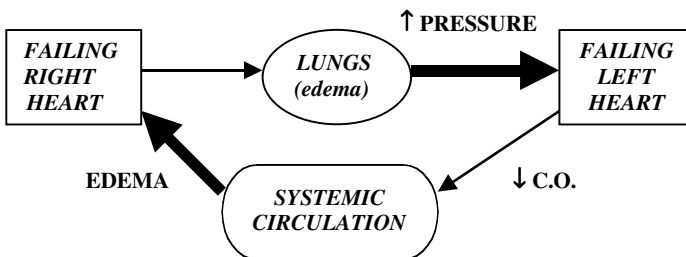 ↑ PRESSURE
FAILING
RIGHT
HEART
LUNGS
(edema)
FAILING
LEFT
HEART
EDEMA
SYSTEMIC
CIRCULATION
↓ C.O.